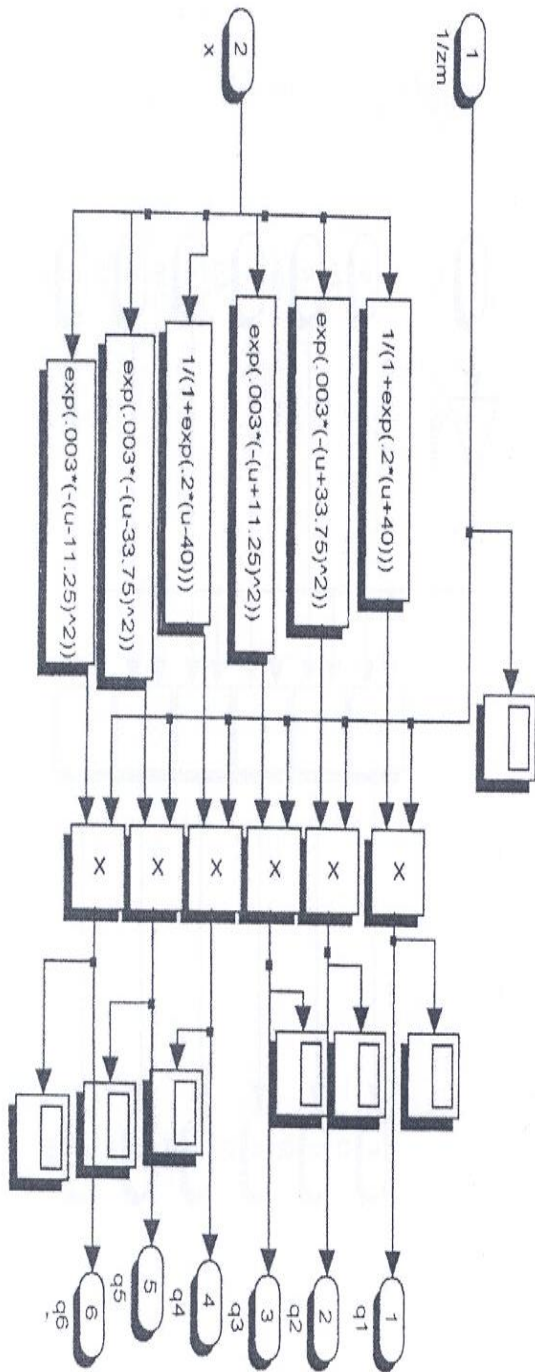 1
1/zm
2
x
1/(1+exp(.2*(u+40)))
exp(.003*(-(u+33.75)^2))
exp(.003*(-(u+11.25)^2))
1/(1+exp(.2*(u-40)))
exp(.003*(-(u-33.75)^2))
exp(.003*(-(u-11.25)^2))
X
X
X
X
X
X
1
q1
2
q2
3
q3
4
q4
5
q5
6
q6